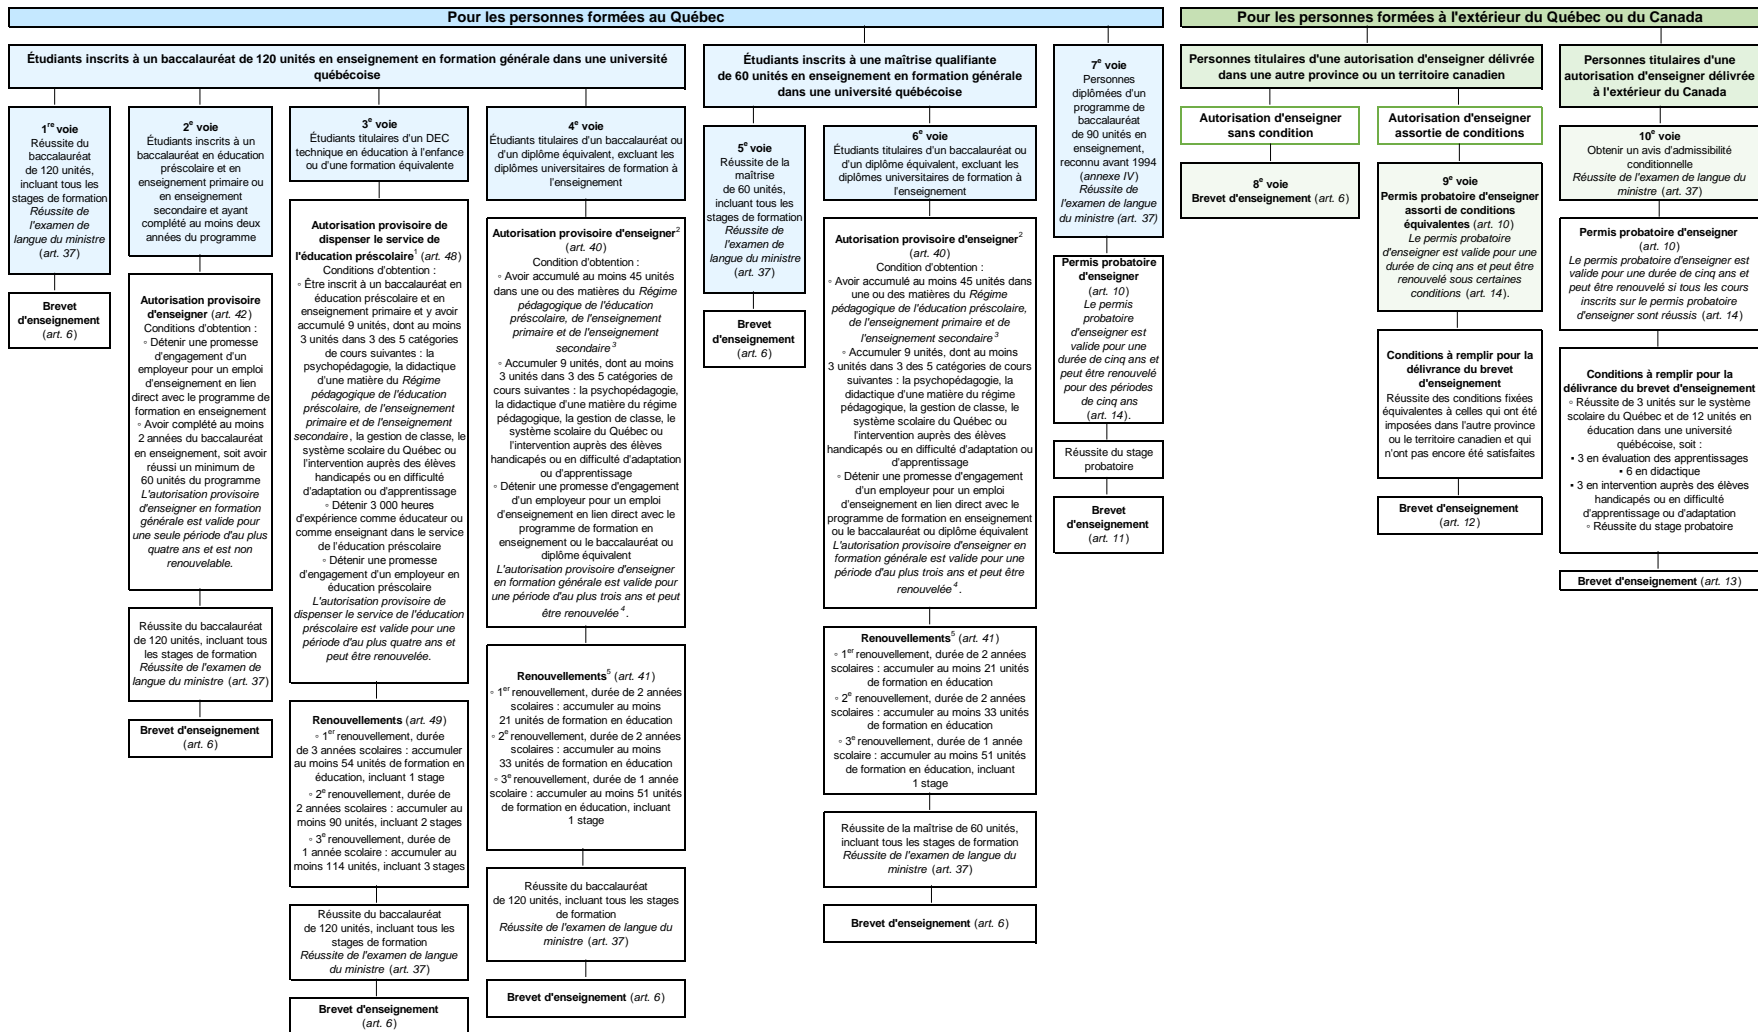 Pour les personnes formées au Québec
Étudiants inscrits à un baccalauréat de 120 unités en enseignement en formation générale dans une université
québécoise
1re voie
Réussite du
baccalauréat
de 120 unités,
incluant tous les
stages de formation
Réussite de
l'examen de
langue du ministre
(art. 37)
Brevet
d'enseignement
(art. 6)
2e voie
Étudiants inscrits à un
baccalauréat en éducation
préscolaire et en
enseignement primaire ou
en enseignement
secondaire et ayant
complété au moins deux
années du programme
Autorisation provisoire
d'enseigner (art. 42)
Conditions d'obtention :
◦ Détenir une promesse
d'engagement d'un
employeur pour un emploi
d'enseignement en lien
direct avec le programme de
formation en enseignement
◦ Avoir complété au moins
2 années du baccalauréat
en enseignement, soit avoir
réussi un minimum de
60 unités du programme
L'autorisation provisoire
d'enseigner en formation
générale est valide pour
une seule période d'au plus
quatre ans et est non
renouvelable.
Réussite du baccalauréat
de 120 unités, incluant tous
les stages de formation
Réussite de l'examen de
langue du ministre (art. 37)
Brevet d'enseignement
(art. 6)
3e voie
Étudiants titulaires d'un DEC
technique en éducation à l'enfance
ou d'une formation équivalente
Autorisation provisoire de
dispenser le service de
l'éducation préscolaire1 (art. 48)
Conditions d'obtention :
◦ Être inscrit à un baccalauréat en
éducation préscolaire et en
enseignement primaire et y avoir
accumulé 9 unités, dont au moins
3 unités dans 3 des 5 catégories
de cours suivantes : la
psychopédagogie, la didactique
d'une matière du Régime
pédagogique de l'éducation
préscolaire, de l'enseignement
primaire et de l'enseignement
secondaire, la gestion de classe, le
système scolaire du Québec ou
l'intervention auprès des élèves
handicapés ou en difficulté
d'adaptation ou d'apprentissage
◦ Détenir 3 000 heures
d'expérience comme éducateur ou
comme enseignant dans le service
de l'éducation préscolaire
◦ Détenir une promesse
d'engagement d'un employeur en
éducation préscolaire
L'autorisation provisoire de
dispenser le service de l'éducation
préscolaire est valide pour une
période d'au plus quatre ans et
peut être renouvelée.
Renouvellements (art. 49)
◦ 1er renouvellement, durée
de 3 années scolaires : accumuler
au moins 54 unités de formation en
éducation, incluant 1 stage
◦ 2e renouvellement, durée de
2 années scolaires : accumuler au
moins 90 unités, incluant 2 stages
◦ 3e renouvellement, durée de
1 année scolaire : accumuler au
moins 114 unités, incluant 3 stages
Réussite du baccalauréat
de 120 unités, incluant tous les
stages de formation
Réussite de l'examen de langue
du ministre (art. 37)
Brevet d'enseignement
(art. 6)
4e voie
Étudiants titulaires d'un baccalauréat ou
d'un diplôme équivalent, excluant les
diplômes universitaires de formation à
l'enseignement
Autorisation provisoire d'enseigner2
(art. 40)
Condition d'obtention :
◦ Avoir accumulé au moins 45 unités
dans une ou des matières du Régime
pédagogique de l'éducation
préscolaire, de l'enseignement
primaire et de l'enseignement
secondaire3
◦ Accumuler 9 unités, dont au moins
3 unités dans 3 des 5 catégories de
cours suivantes : la psychopédagogie,
la didactique d'une matière du régime
pédagogique, la gestion de classe, le
système scolaire du Québec ou
l'intervention auprès des élèves
handicapés ou en difficulté d'adaptation
ou d'apprentissage
◦ Détenir une promesse d'engagement
d'un employeur pour un emploi
d'enseignement en lien direct avec le
programme de formation en
enseignement ou le baccalauréat ou
diplôme équivalent
L'autorisation provisoire d'enseigner
en formation générale est valide pour
une période d'au plus trois ans et peut
être renouvelée4.
Renouvellements5 (art. 41)
◦ 1er renouvellement, durée de 2 années
scolaires : accumuler au moins
21 unités de formation en éducation
◦ 2e renouvellement, durée de 2 années
scolaires : accumuler au moins
33 unités de formation en éducation
◦ 3e renouvellement, durée de 1 année
scolaire : accumuler au moins 51 unités
de formation en éducation, incluant
1 stage
Réussite du baccalauréat
de 120 unités, incluant tous les stages
de formation
Réussite de l'examen de langue du
ministre (art. 37)
Brevet d'enseignement (art. 6)
Étudiants inscrits à une maîtrise qualifiante
de 60 unités en enseignement en formation générale
dans une université québécoise
5e voie
Réussite de la
maîtrise
de 60 unités,
incluant tous les
stages de formation
Réussite de
l'examen de
langue du ministre
(art. 37)
Brevet
d'enseignement
(art. 6)
6e voie
Étudiants titulaires d'un baccalauréat
ou d'un diplôme équivalent, excluant les
diplômes universitaires de formation à
l'enseignement
Autorisation provisoire d'enseigner2
(art. 40)
Condition d'obtention :
◦ Avoir accumulé au moins 45 unités dans
une ou des matières du Régime
pédagogique de l'éducation préscolaire,
de l'enseignement primaire et de
l'enseignement secondaire3
◦ Accumuler 9 unités, dont au moins
3 unités dans 3 des 5 catégories de cours
suivantes : la psychopédagogie, la
didactique d'une matière du régime
pédagogique, la gestion de classe, le
système scolaire du Québec ou
l'intervention auprès des élèves
handicapés ou en difficulté d'adaptation ou
d'apprentissage
◦ Détenir une promesse d'engagement
d'un employeur pour un emploi
d'enseignement en lien direct avec le
programme de formation en enseignement
ou le baccalauréat ou diplôme équivalent
L'autorisation provisoire d'enseigner en
formation générale est valide pour une
période d'au plus trois ans et peut être
renouvelée4.
Renouvellements5 (art. 41)
◦ 1er renouvellement, durée de 2 années
scolaires : accumuler au moins 21 unités
de formation en éducation
◦ 2e renouvellement, durée de 2 années
scolaires : accumuler au moins 33 unités
de formation en éducation
◦ 3e renouvellement, durée de 1 année
scolaire : accumuler au moins 51 unités
de formation en éducation, incluant
1 stage
Réussite de la maîtrise de 60 unités,
incluant tous les stages de formation
Réussite de l'examen de langue du
ministre (art. 37)
Brevet d'enseignement (art. 6)
7e voie
Personnes
diplômées d'un
programme de
baccalauréat
de 90 unités en
enseignement,
reconnu avant 1994
(annexe IV)
Réussite de
l'examen de langue
du ministre (art. 37)
Permis probatoire
d'enseigner
(art. 10)
Le permis
probatoire
d'enseigner est
valide pour une
durée de cinq ans et
peut être renouvelé
pour des périodes
de cinq ans
(art. 14).
Réussite du stage
probatoire
Brevet
d'enseignement
(art. 11)
Pour les personnes formées à l'extérieur du Québec ou du Canada
Personnes titulaires d'une autorisation d'enseigner délivrée
dans une autre province ou un territoire canadien
Autorisation d'enseigner
sans condition
8e voie
Brevet d'enseignement (art. 6)
Autorisation d'enseigner
assortie de conditions
9e voie
Permis probatoire d'enseigner
assorti de conditions
équivalentes (art. 10)
Le permis probatoire
d'enseigner est valide pour une
durée de cinq ans et peut être
renouvelé sous certaines
conditions (art. 14).
Conditions à remplir pour la
délivrance du brevet
d'enseignement
Réussite des conditions fixées
équivalentes à celles qui ont été
imposées dans l'autre province
ou le territoire canadien et qui
n'ont pas encore été satisfaites
Brevet d'enseignement
(art. 12)
Personnes titulaires d'une
autorisation d'enseigner délivrée
à l'extérieur du Canada
10e voie
Obtenir un avis d'admissibilité
conditionnelle
Réussite de l'examen de langue du
ministre (art. 37)
Permis probatoire d'enseigner
(art. 10)
Le permis probatoire d'enseigner est
valide pour une durée de cinq ans et
peut être renouvelé si tous les cours
inscrits sur le permis probatoire
d'enseigner sont réussis (art. 14)
Conditions à remplir pour la
délivrance du brevet d'enseignement
◦ Réussite de 3 unités sur le système
scolaire du Québec et de 12 unités en
éducation dans une université
québécoise, soit :
▪ 3 en évaluation des apprentissages
▪ 6 en didactique
▪ 3 en intervention auprès des élèves
handicapés ou en difficulté
d'apprentissage ou d'adaptation
◦ Réussite du stage probatoire
Brevet d'enseignement (art. 13)